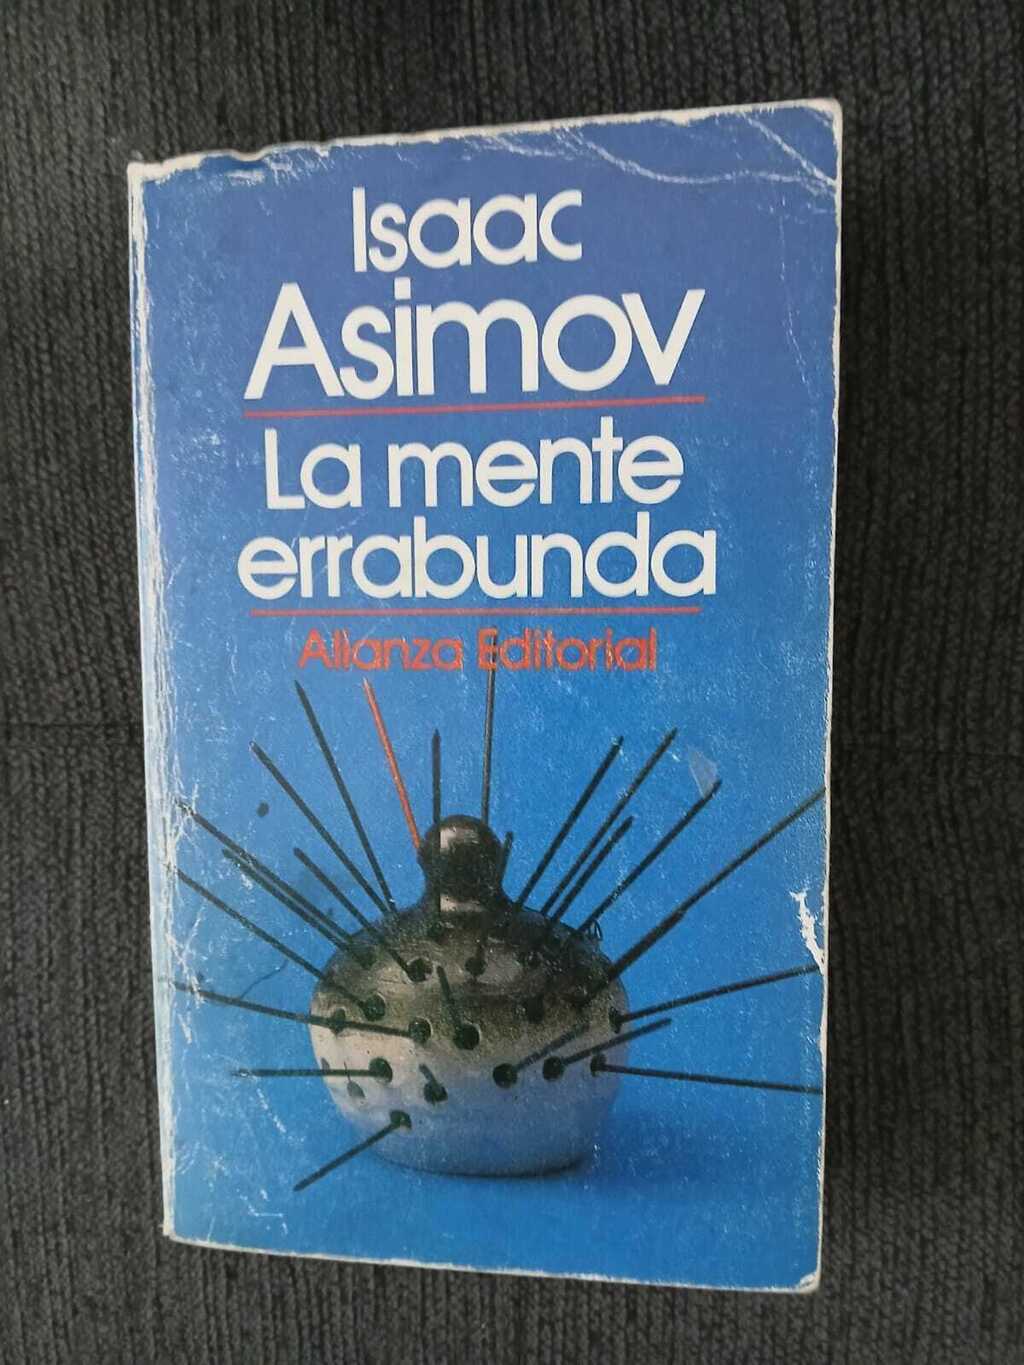 Isaac
Asimov
La mente
errabunda
Alianza Editorial